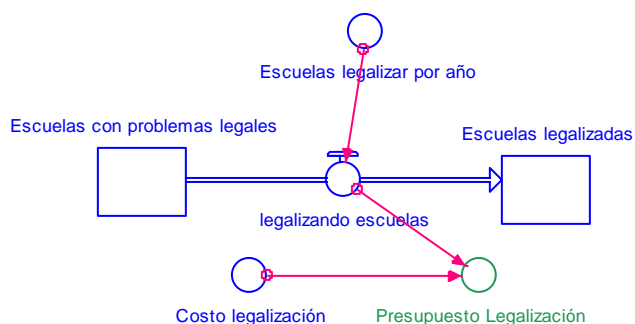 Escuelas legalizar por año
Escuelas con problemas legales
Escuelas legalizadas
legalizando escuelas
Costo legalización
Presupuesto Legalización